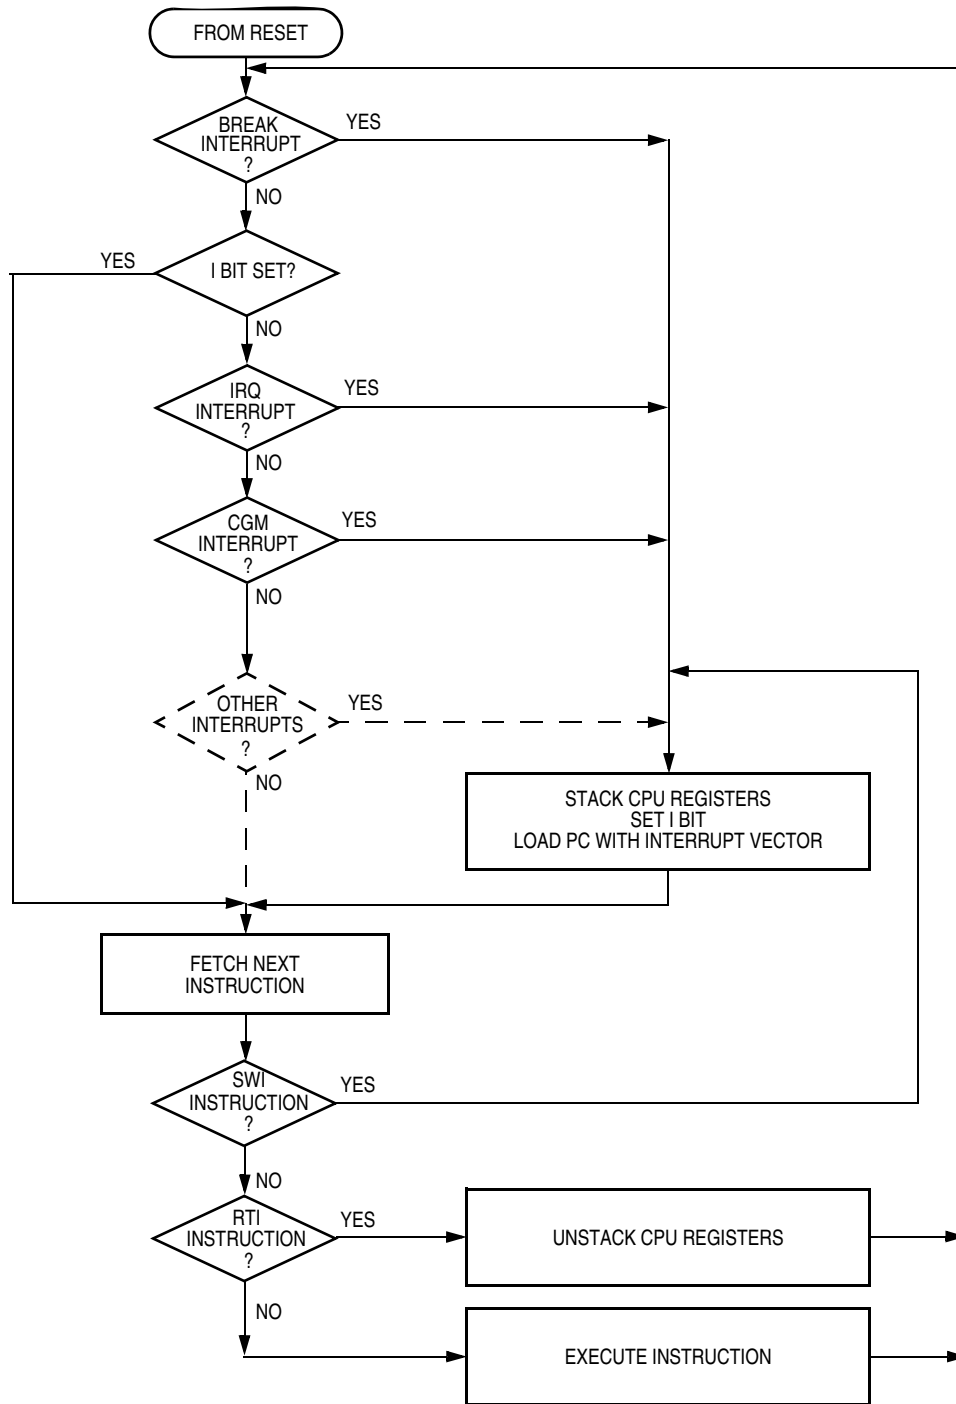 FROM RESET
BREAK
INTERRUPT
?
YES
NO
I BIT SET?
YES
NO
IRQ
INTERRUPT
?
YES
NO
CGM
INTERRUPT
?
YES
NO
OTHER
INTERRUPTS
?
YES
NO
STACK CPU REGISTERS
SET I BIT
LOAD PC WITH INTERRUPT VECTOR
FETCH NEXT
INSTRUCTION
SWI
INSTRUCTION
?
YES
NO
RTI
INSTRUCTION
?
YES
UNSTACK CPU REGISTERS
NO
EXECUTE INSTRUCTION